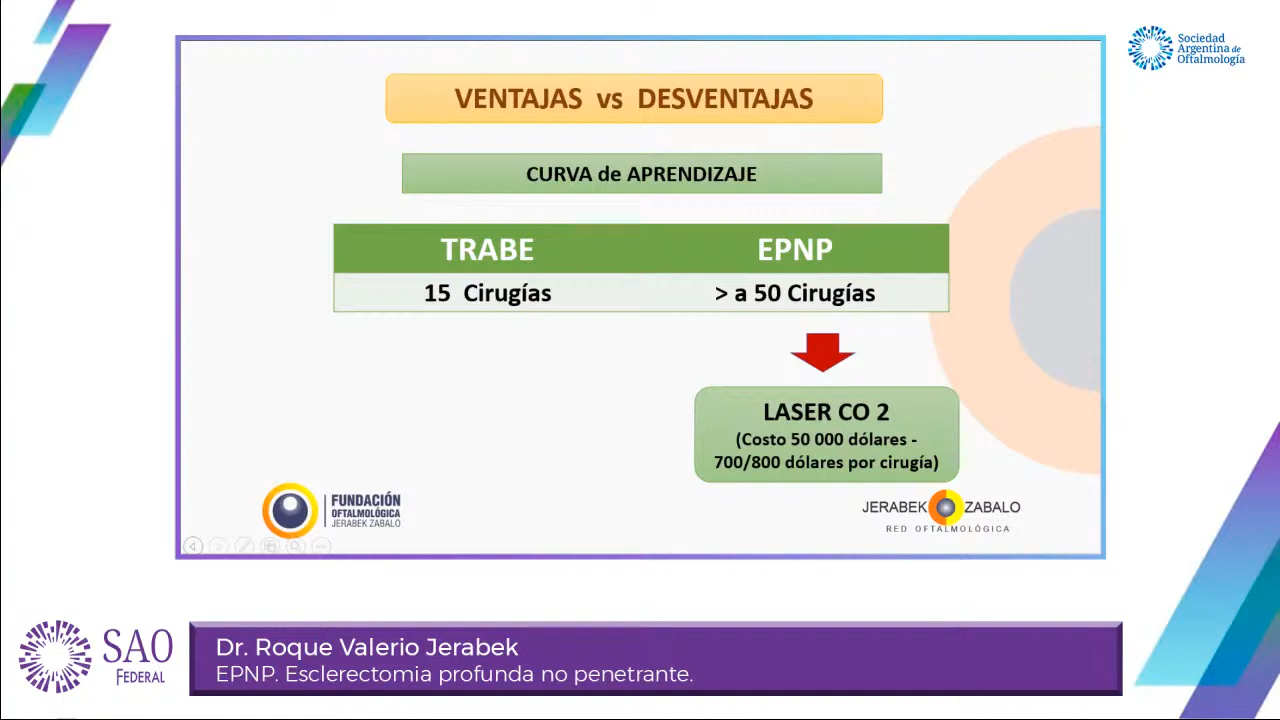 Sociedad
Argentina de
Oftalmología
VENTAJAS vs DESVENTAJAS
CURVA de APRENDIZAJE
TRABE EPNP
15 Cirugías > a 50 Cirugías
LASER CO 2
(Costo 50 000 dólares -
700/800 dólares por cirugía)
FUNDACIÓN
OFTALMOLÓGICA
JERABEK ZABALO
JERABEK ZABALO
RED OFTALMOLÓGICA
SAO
FEDERAL
Dr. Roque Valerio Jerabek
EPNP. Esclerectomia profunda no penetrante.